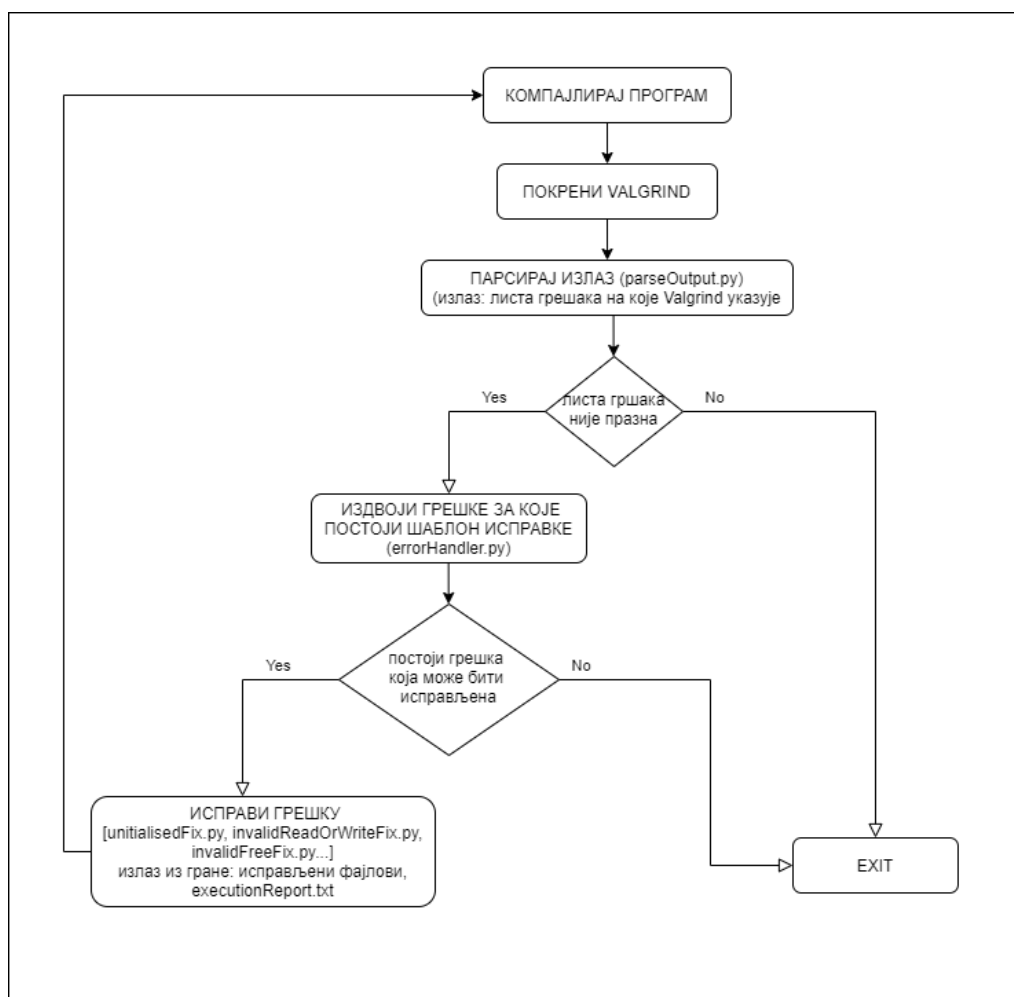 КОМПАЈЛИРАЈ ПРОГРАМ
ПОКРЕНИ VALGRIND
ПАРСИРАЈ ИЗЛАЗ (parseOutput.py)
(излаз: листа грешака на које Valgrind указује
Yes
листа гршака
није празна
No
ИЗДВОЈИ ГРЕШКЕ ЗА КОЈЕ
ПОСТОЈИ ШАБЛОН ИСПРАВКЕ
(errorHandler.py)
Yes
постоји грешка
која може бити
исправљена
No
ИСПРАВИ ГРЕШКУ
[unitialisedFix.py, invalidReadOrWriteFix.py,
invalidFreeFix.py...]
излаз из гране: исправљени фајлови,
executionReport.txt
EXIT